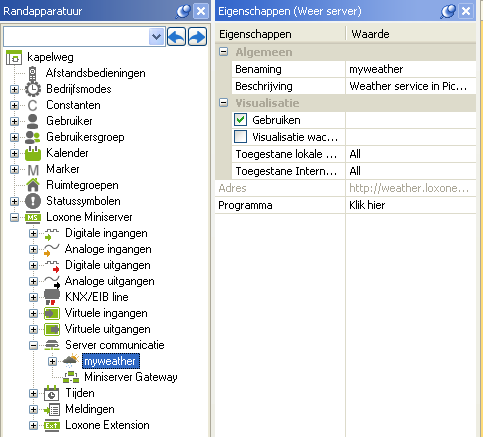 Randapparatuur
kapelweg
Afstandsbedieningen
Bedrijfsmodes
Constanten
Gebruiker
Gebruikersgroep
Kalender
Marker
Ruimtegroepen
Statussymbolen
Loxone Miniserver
Digitale ingangen
Analoge ingangen
Digitale uitgangen
Analoge uitgangen
KNX/EIB line
Virtuele ingangen
Virtuele uitgangen
Server communicatie
myweather
Miniserver Gateway
Tijden
Meldingen
Loxone Extension
Eigenschappen (Weer server)
Eigenschappen Waarde
Algemeen
Benaming myweather
Beschrijving Weather service in Pic...
Visualisatie
Gebruiken
Visualisatie wac...
Toegestane lokale ... All
Toegestane Intern... All
Adres http://weather.loxone...
Programma Klik hier